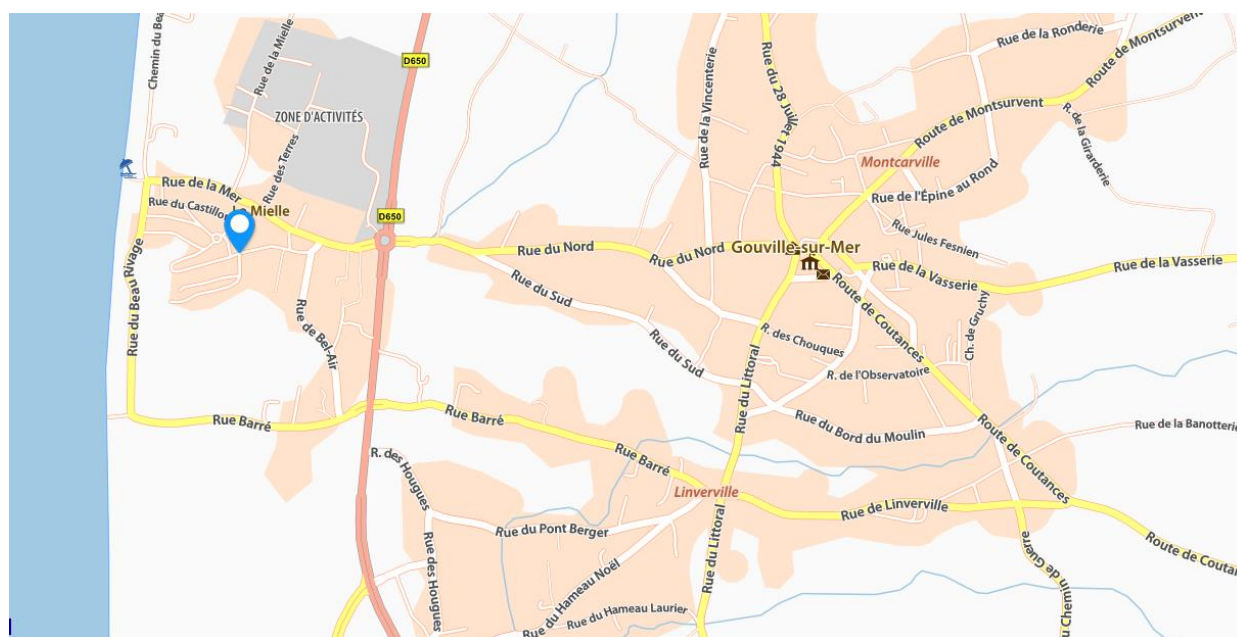 Chemin du Beau
Rue de la Mielle
D650
ZONE D'ACTIVITÉS
Rue des Terres
Rue de la Mer
Rue du Castillon
La Mielle
D650
Rue du Beau Rivage
Rue de Bel-Air
Rue Barré
Rue de la Vincenterie
Rue du 28 Juillet 1944
Rue de la Ronderie
Route de Montsurvent
Route de Montsurvent
R. de la Girarderie
Montcarville
Rue de l'Épine au Rond
Rue Jules Fesnien
Rue du Nord
Rue du Nord
Gouville-sur-Mer
Rue de la Vasserie
Rue de la Vasserie
Rue du Sud
Rue du Sud
R. des Chouques
Route de Coutances
Ch. de Gruchy
R. de l'Observatoire
Rue du Littoral
Rue du Bord du Moulin
Route de Coutances
Rue de la Banotterie
Rue Barré
Rue Barré
R. des Hougues
Linverville
Rue de Linverville
Rue du Pont Berger
Rue du Littoral
Rue des Hougues
Rue du Hameau Noël
Rue du Hameau Laurier
u Chemin de Guerre
Route de Coutan